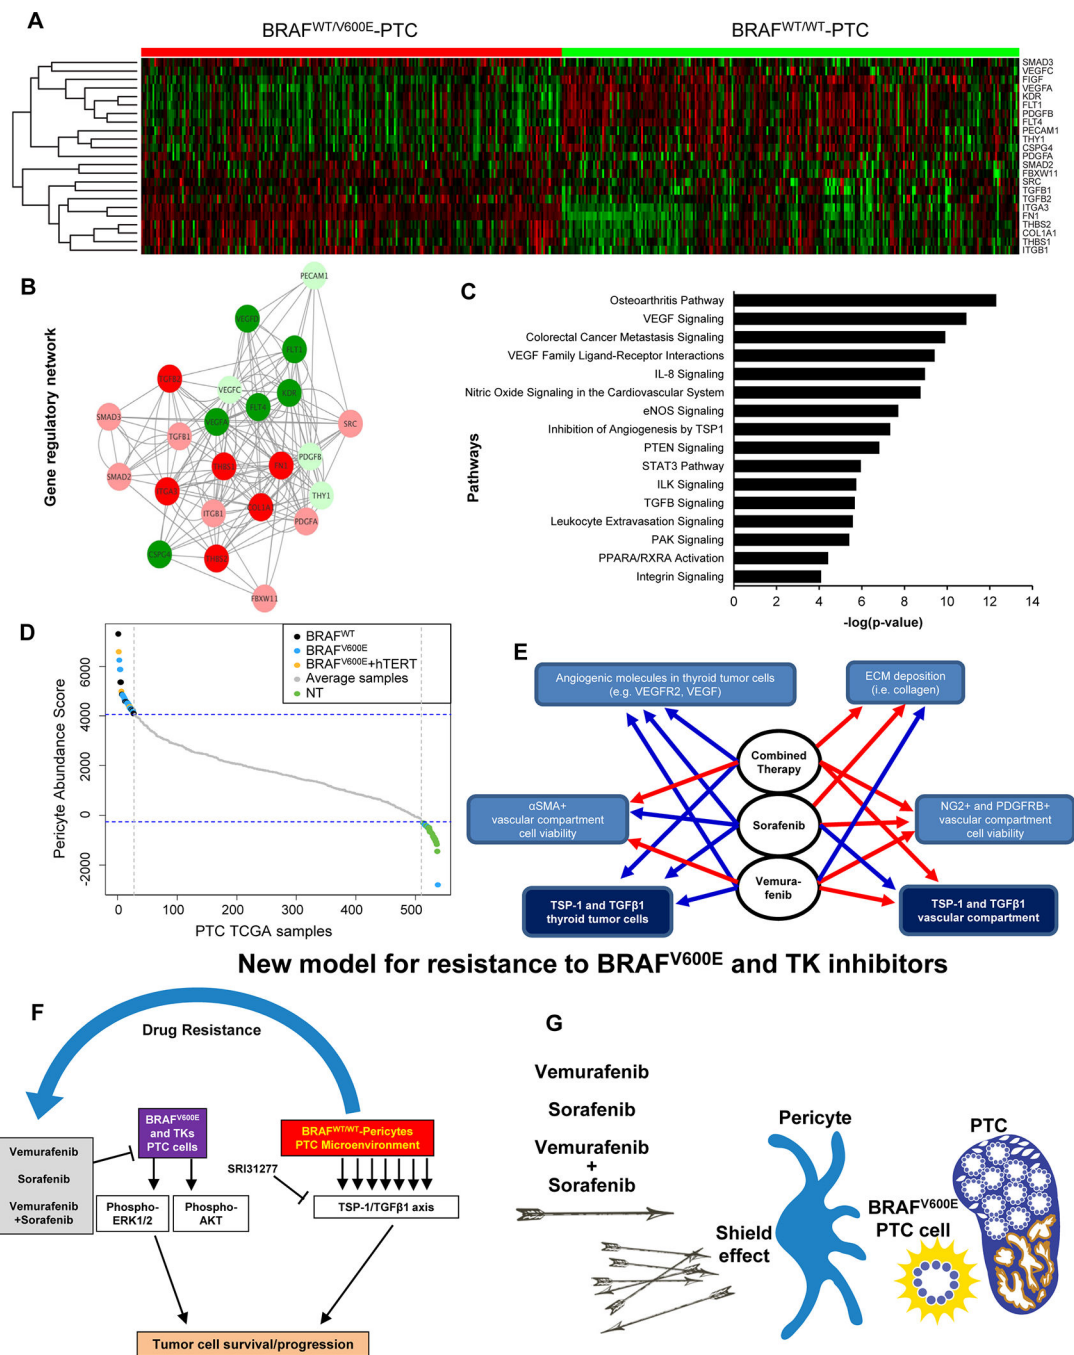 A
BRAFWT/V600E-PTC
BRAFWT/WT-PTC
SMAD3
VEGFC
FIGF
VEGFA
KDR
FLT1
PDGFB
FLT4
PECAM1
THY1
CSPG4
PDGFA
SMAD2
FBXW11
SRC
TGFB1
TGFB2
ITGA3
FN1
THBS2
COL1A1
THBS1
ITGB1
B
Gene regulatory network
PECAM1
FLT1
TGFB2
VEGFC
KDR
FLT4
VEGFA
SMAD3
SRC
TGFB1
PDGFB
THBS1
FN1
SMAD2
ITGA3
THY1
COL1A1
ITGB1
PDGFA
CSPG4
THBS2
FBXW11
C
Pathways
Osteoarthritis Pathway
VEGF Signaling
Colorectal Cancer Metastasis Signaling
VEGF Family Ligand-Receptor Interactions
IL-8 Signaling
Nitric Oxide Signaling in the Cardiovascular System
eNOS Signaling
Inhibition of Angiogenesis by TSP1
PTEN Signaling
STAT3 Pathway
ILK Signaling
TGFB Signaling
Leukocyte Extravasation Signaling
PAK Signaling
PPARA/RXRA Activation
Integrin Signaling
0 2 4 6 8 10 12 14
-log(p-value)
D
BRAFWT
BRAFV600E
BRAFV600E+hTERT
Average samples
NT
Pericyte Abundance Score
6000
4000
2000
0
-2000
0 100 200 300 400 500
PTC TCGA samples
E
Angiogenic molecules in thyroid tumor cells
(e.g. VEGFR2, VEGF)
ECM deposition
(i.e. collagen)
Combined
Therapy
αSMA+
vascular compartment
cell viability
Sorafenib
NG2+ and PDGFRB+
vascular compartment
cell viability
Vemura-
fenib
TSP-1 and TGFβ1
thyroid tumor cells
TSP-1 and TGFβ1
vascular compartment
New model for resistance to BRAFV600E and TK inhibitors
F
Drug Resistance
Vemurafenib
Sorafenib
Vemurafenib
+Sorafenib
BRAFV600E
and TKs
PTC cells
BRAFWT/WT-Pericytes
PTC Microenvironment
SRI31277
Phospho-
ERK1/2
Phospho-
AKT
TSP-1/TGFβ1 axis
Tumor cell survival/progression
G
Vemurafenib
Sorafenib
Vemurafenib
+
Sorafenib
Pericyte
PTC
Shield
effect
BRAFV600E
PTC cell